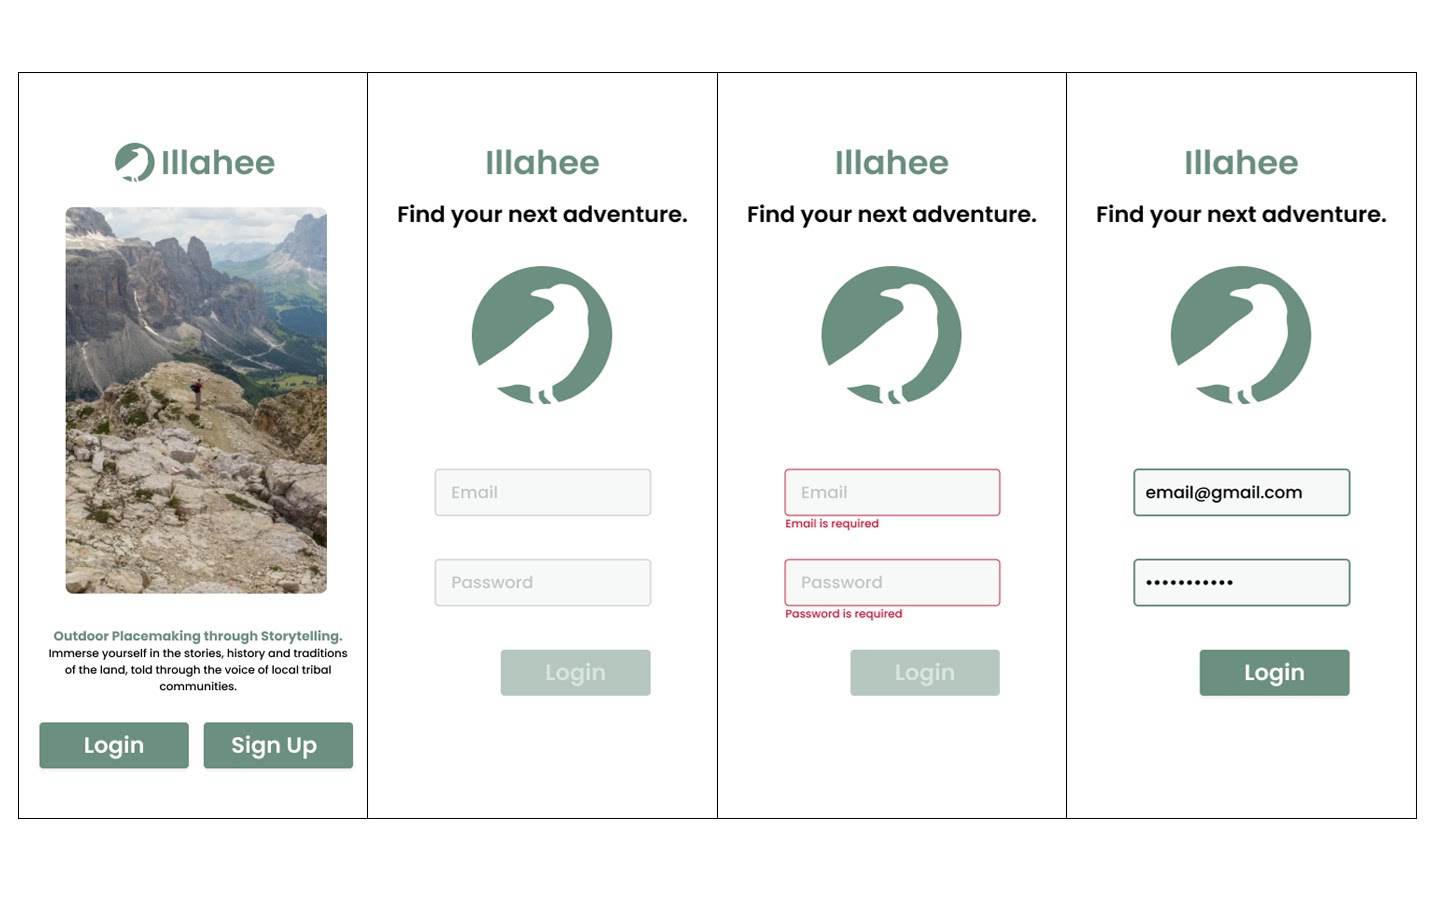 Illahee
Outdoor Placemaking through Storytelling.
Immerse yourself in the stories, history and traditions
of the land, told through the voice of local tribal
communities.
Login
Sign Up
Illahee
Find your next adventure.
Email
Password
Login
Illahee
Find your next adventure.
Email
Email is required
Password
Password is required
Login
Illahee
Find your next adventure.
email@gmail.com
•••••••••••
Login